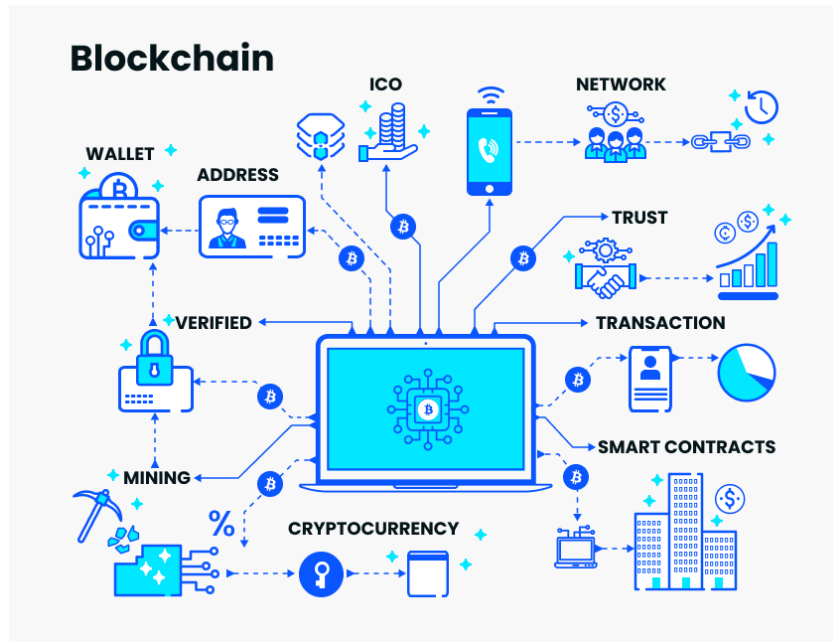 Blockchain
ICO
NETWORK
WALLET
ADDRESS
TRUST
VERIFIED
TRANSACTION
SMART CONTRACTS
MINING
%
CRYPTOCURRENCY